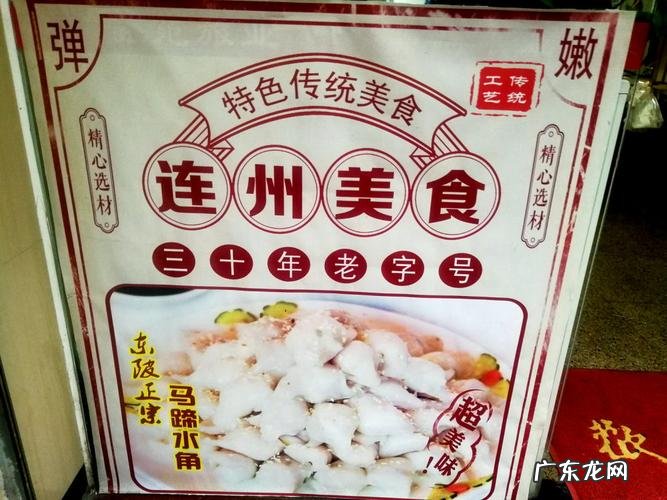 弹
嫩
特色传统美食
传统
工艺
精心选材
精心选材
连州美食
三十年老字号
东陂正宗
马蹄水角
超美味!
广东龙网